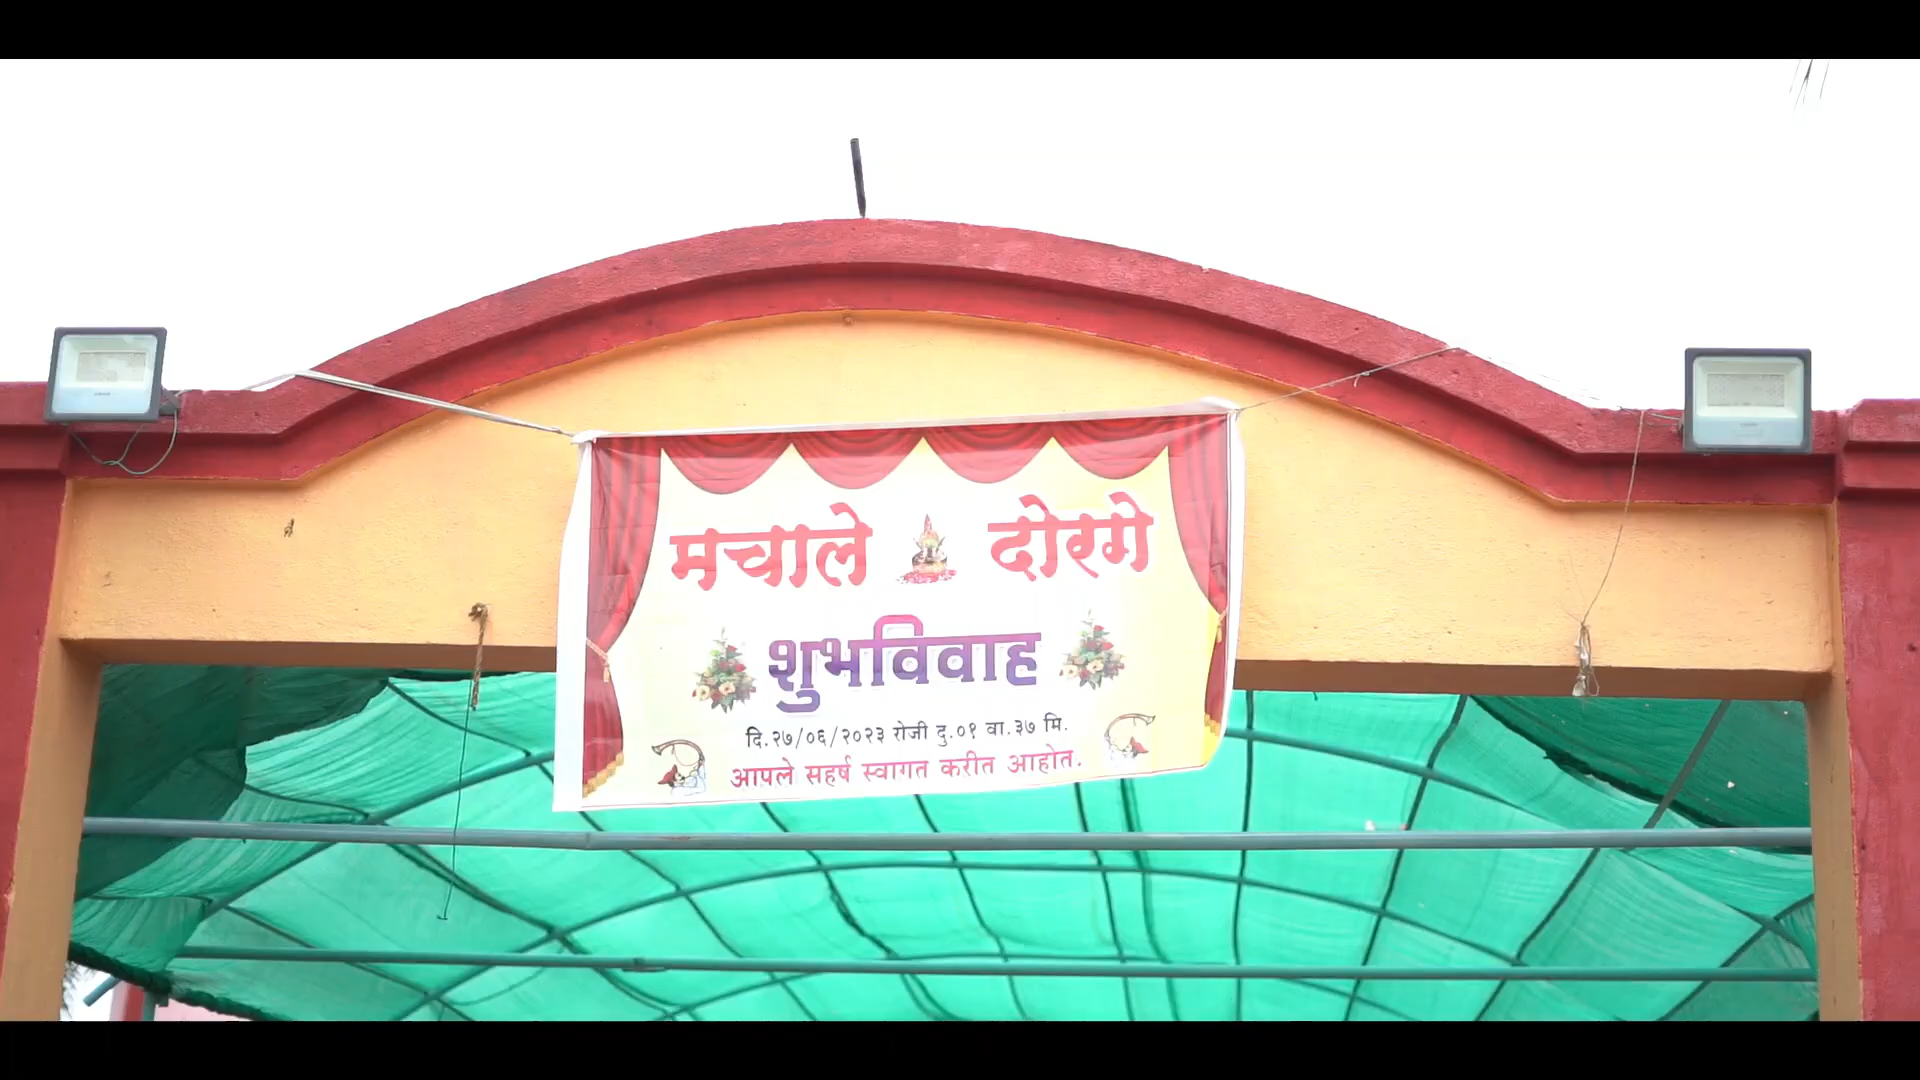 मचाले दोरगे
शुभविवाह
दि.२७/०६/२०२३ रोजी दु.०१ वा.३७ मि.
आपले सहर्ष स्वागत करीत आहोत.